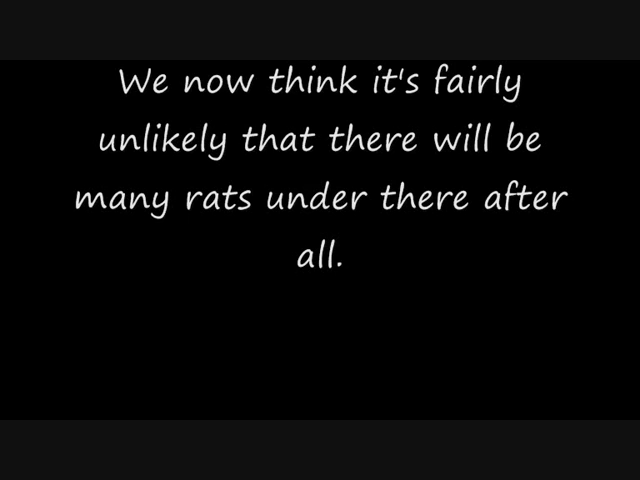 We now think it's fairly
unlikely that there will be
many rats under there after
all.